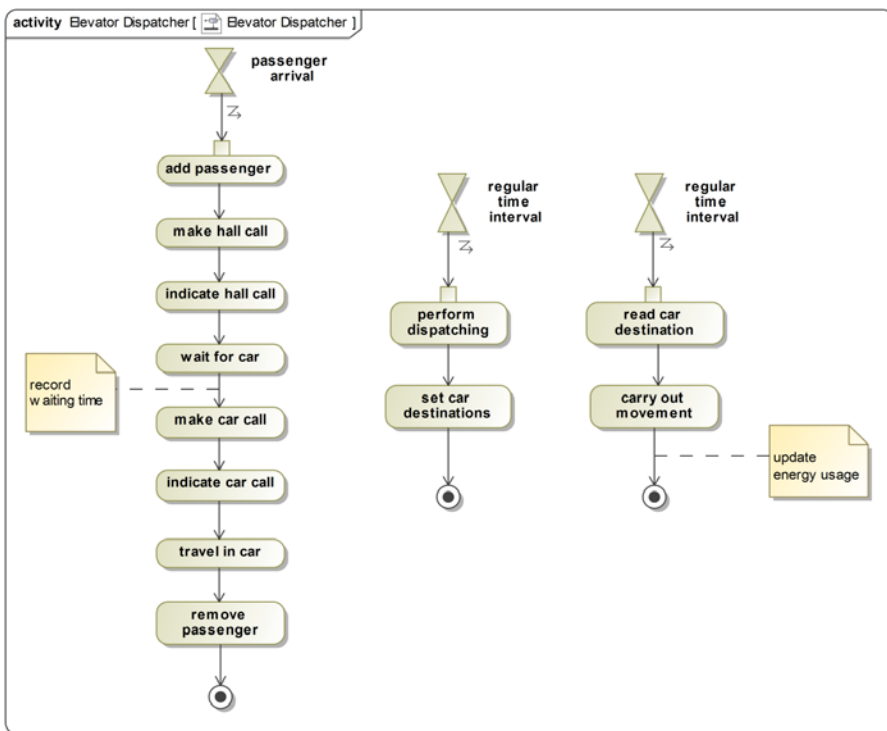 activity Elevator Dispatcher [ Elevator Dispatcher ]
passenger
arrival
add passenger
make hall call
indicate hall call
wait for car
record
waiting time
make car call
indicate car call
travel in car
remove
passenger
regular
time
interval
perform
dispatching
set car
destinations
regular
time
interval
read car
destination
carry out
movement
update
energy usage